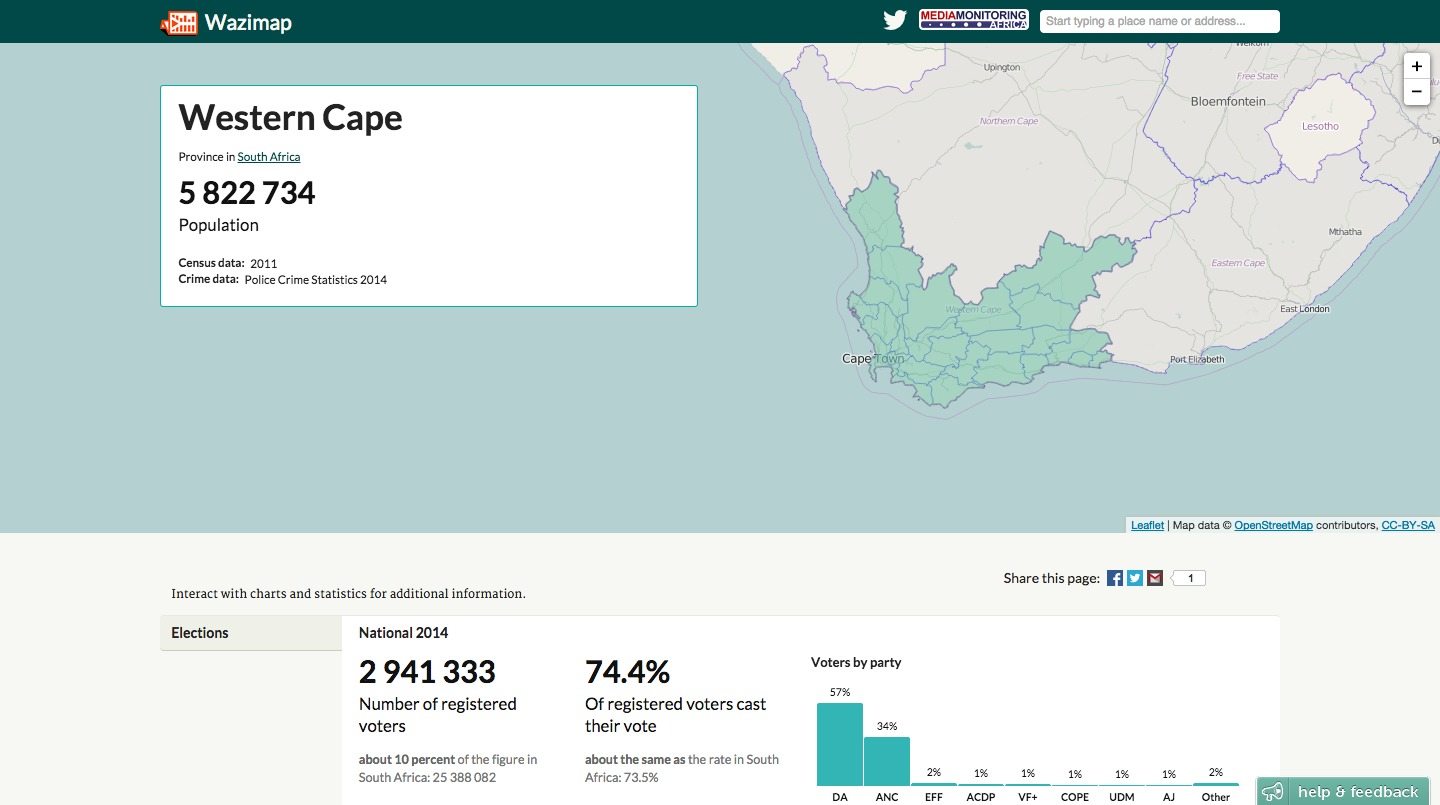 Wazimap
MEDIAMONITORING
AFRICA
Start typing a place name or address...
Western Cape
Province in South Africa
5 822 734
Population
Census data: 2011
Crime data: Police Crime Statistics 2014
Upington
Welkom
Free State
Bloemfontein
Northern Cape
Lesotho
Mthatha
Eastern Cape
East London
Western Cape
Cape Town
Port Elizabeth
+
−
Leaflet | Map data © OpenStreetMap contributors, CC-BY-SA
Share this page: 1
Interact with charts and statistics for additional information.
Elections
National 2014
2 941 333
Number of registered
voters
about 10 percent of the figure in
South Africa: 25 388 082
74.4%
Of registered voters cast
their vote
about the same as the rate in South
Africa: 73.5%
Voters by party
57% 34% 2% 1% 1% 1% 1% 1% 2%
DA ANC EFF ACDP VF+ COPE UDM AJ Other
help & feedback